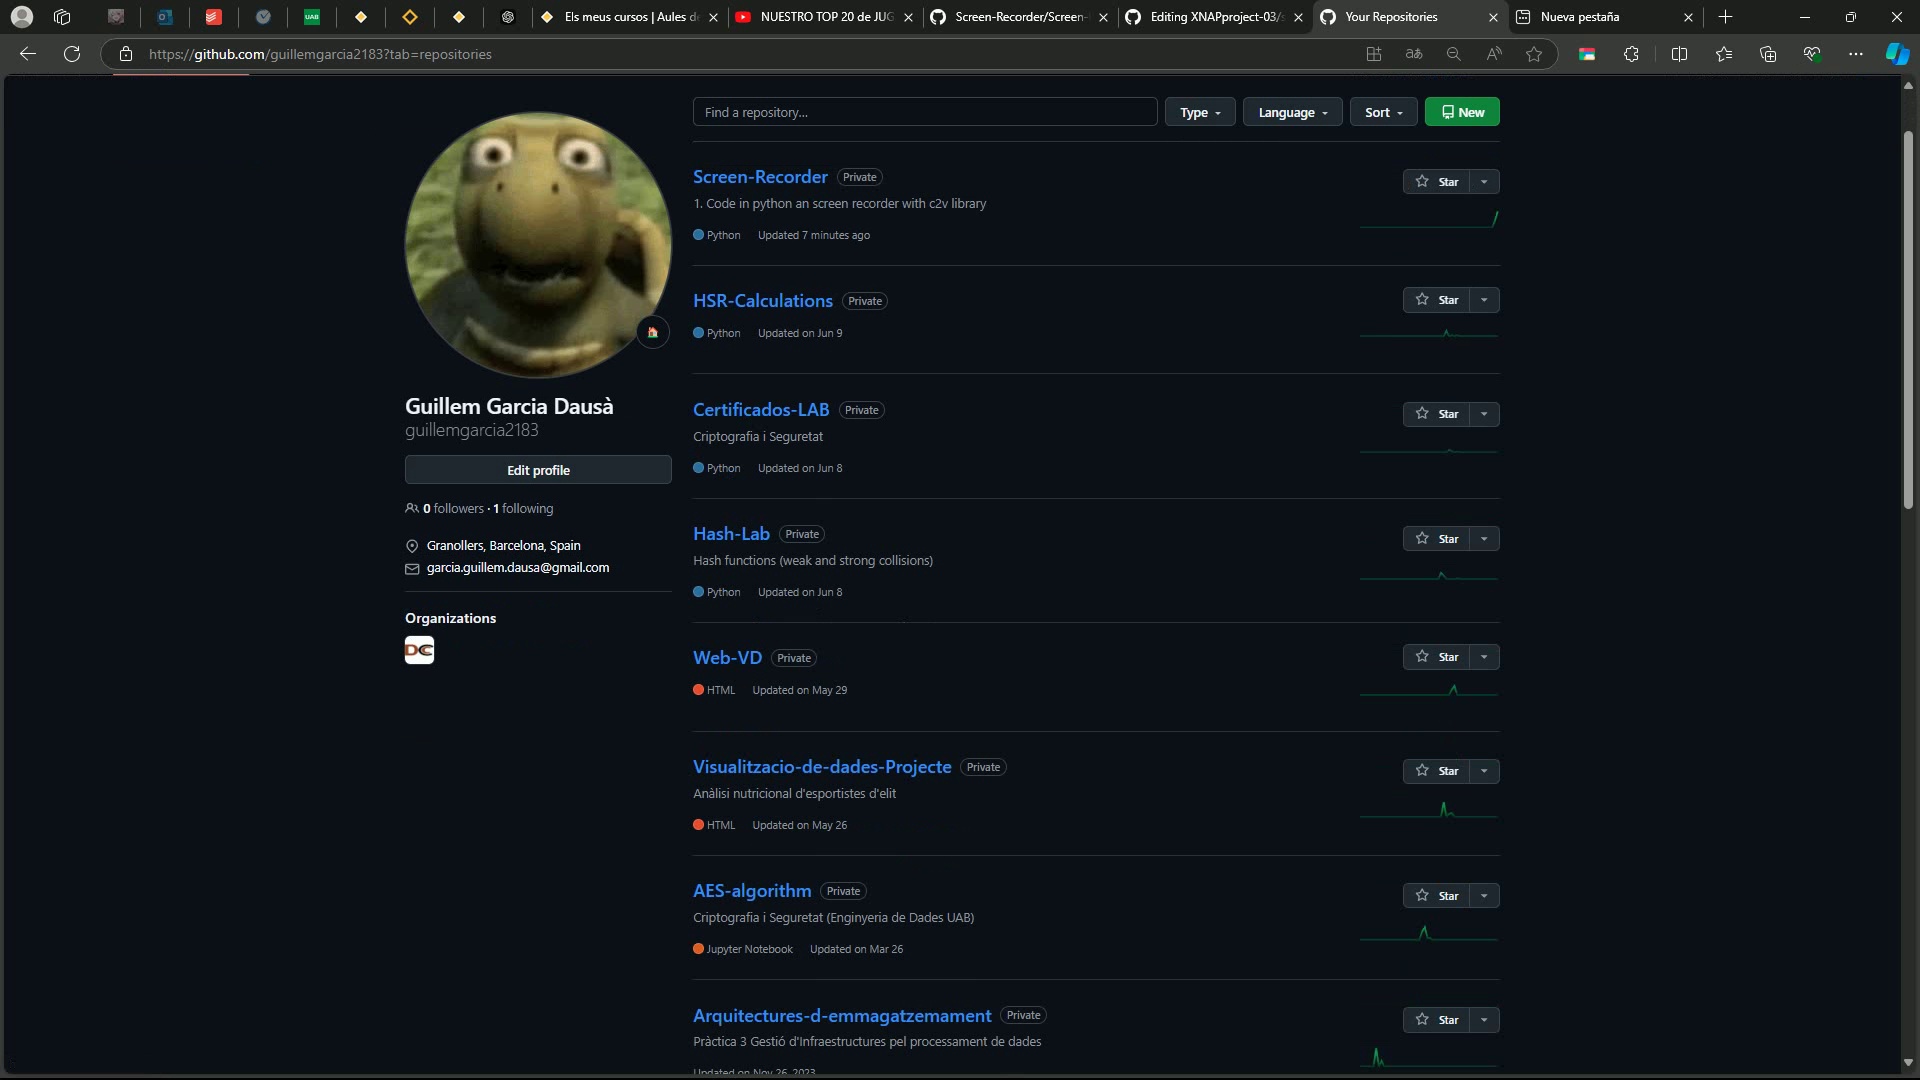 Els meus cursos | Aules d
NUESTRO TOP 20 de JUG
Screen-Recorder/Screen-
Editing XNAPproject-03/s
Your Repositories
Nueva pestaña
https://github.com/guillemgarcia2183?tab=repositories
Find a repository...
Type
Language
Sort
New
Screen-Recorder Private
Star
1. Code in python an screen recorder with c2v library
Python Updated 7 minutes ago
HSR-Calculations Private
Star
Python Updated on Jun 9
Guillem Garcia Dausà
guillemgarcia2183
Edit profile
0 followers · 1 following
Granollers, Barcelona, Spain
garcia.guillem.dausa@gmail.com
Organizations
DC
Certificados-LAB Private
Star
Criptografia i Seguretat
Python Updated on Jun 8
Hash-Lab Private
Star
Hash functions (weak and strong collisions)
Python Updated on Jun 8
Web-VD Private
Star
HTML Updated on May 29
Visualitzacio-de-dades-Projecte Private
Star
Anàlisi nutricional d'esportistes d'elit
HTML Updated on May 26
AES-algorithm Private
Star
Criptografia i Seguretat (Enginyeria de Dades UAB)
Jupyter Notebook Updated on Mar 26
Arquitectures-d-emmagatzemament Private
Star
Pràctica 3 Gestió d'Infraestructures pel processament de dades
Updated on Nov 26, 2023